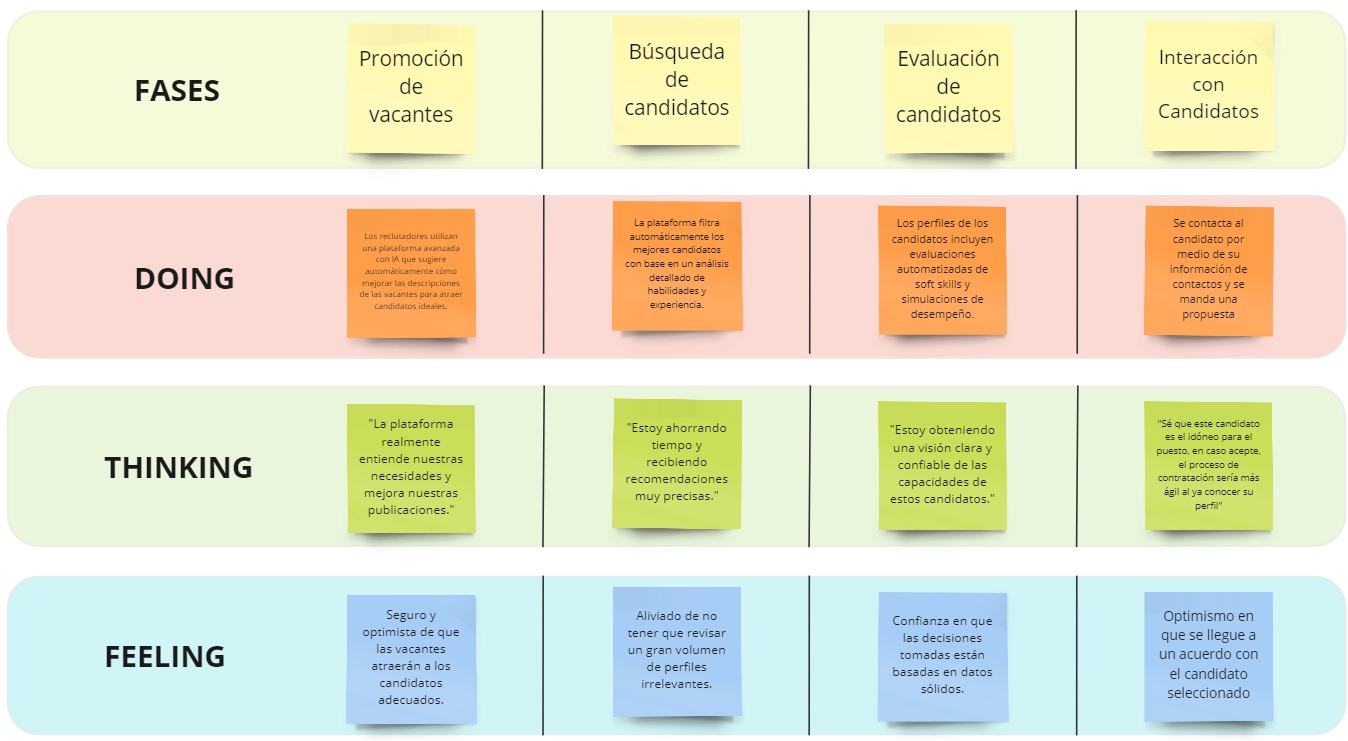 FASES
Promoción
de
vacantes
Búsqueda
de
candidatos
Evaluación
de
candidatos
Interacción
con
Candidatos
DOING
Los reclutadores utilizan
una plataforma avanzada
con IA que sugiere
automáticamente cómo
mejorar las descripciones
de las vacantes para atraer
candidatos ideales.
La plataforma filtra
automáticamente los
mejores candidatos
con base en un análisis
detallado de
habilidades y
experiencia.
Los perfiles de los
candidatos incluyen
evaluaciones
automatizadas de
soft skills y
simulaciones de
desempeño.
Se contacta al
candidato por
medio de su
información de
contactos y se
manda una
propuesta
THINKING
"La plataforma
realmente
entiende nuestras
necesidades y
mejora nuestras
publicaciones."
"Estoy ahorrando
tiempo y
recibiendo
recomendaciones
muy precisas."
"Estoy obteniendo
una visión clara y
confiable de las
capacidades de
estos candidatos."
"Sé que este candidato
es el idóneo para el
puesto, en caso acepte,
el proceso de
contratación sería más
ágil al ya conocer su
perfil"
FEELING
Seguro y
optimista de que
las vacantes
atraerán a los
candidatos
adecuados.
Aliviado de no
tener que revisar
un gran volumen
de perfiles
irrelevantes.
Confianza en que
las decisiones
tomadas están
basadas en datos
sólidos.
Optimismo en
que se llegue a
un acuerdo con
el candidato
seleccionado